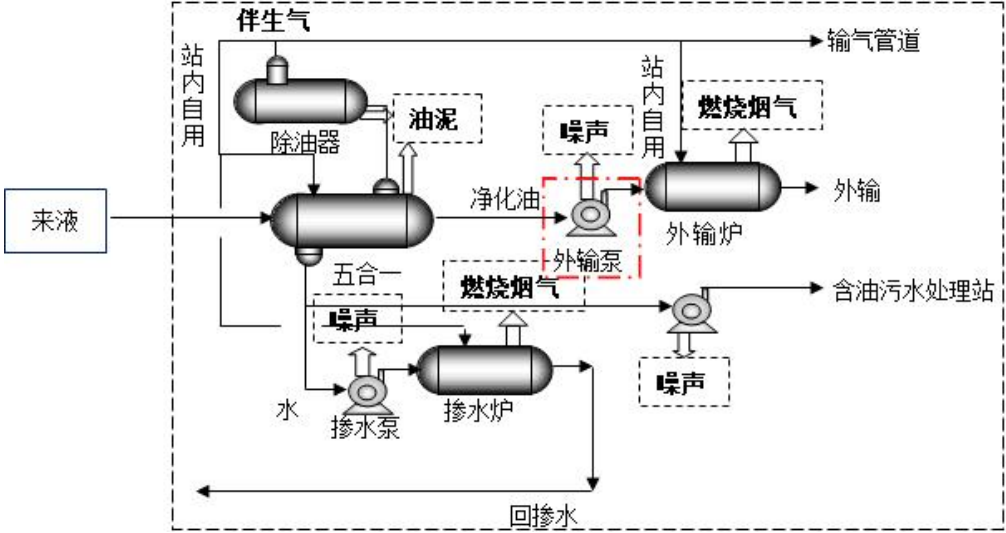 伴生气
输气管道
站内自用
站内自用
燃烧烟气
油泥
噪声
除油器
来液
净化油
外输
外输炉
外输泵
五合一
燃烧烟气
含油污水处理站
噪声
噪声
水
掺水泵
掺水炉
回掺水